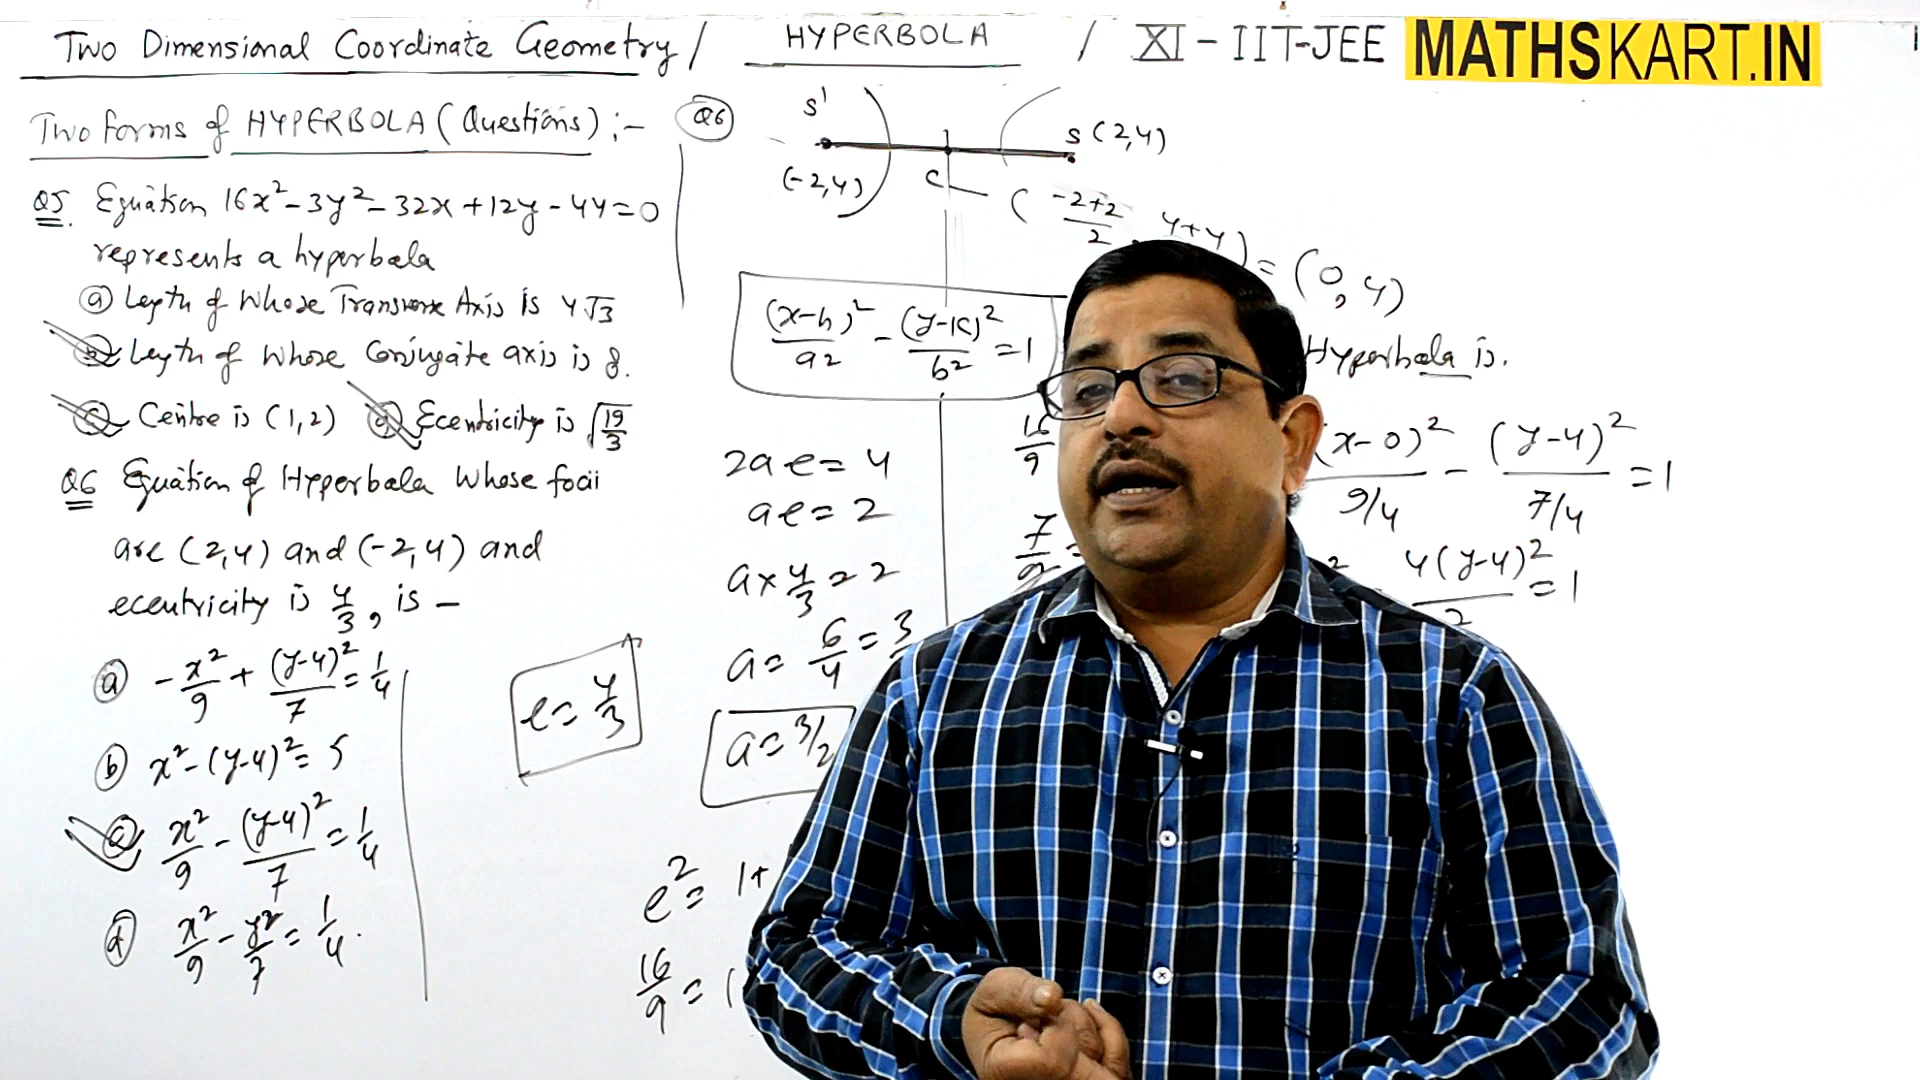 Two Dimensional Coordinate Geometry / HYPERBOLA / XI - IIT-JEE MATHSKART.IN
Two forms of HYPERBOLA (Questions) :-
Q5. Equation 16x² - 3y² - 32x + 12y - 44 = 0
represents a hyperbola
(a) Length of Whose Transverse Axis is 4√3
(b) Length of Whose Conjugate axis is 8.
(c) Centre is (1,2) (d) Ecentricity is √(19/3)
Q6 Equation of Hyperbola Whose focii
are (2,4) and (-2,4) and
ecentricity is 4/3, is -
(a) -x²/9 + (y-4)²/7 = 1/4
(b) x² - (y-4)² = 5
(c) x²/9 - (y-4)²/7 = 1/4
(d) x²/9 - y²/7 = 1/4.
e = 4/3
Q6
S' S (2,4)
(-2,4) C ( -2+2/2 , 4+4 ) = (0, 4)
(x-h)²/a² - (y-k)²/b² = 1
Hyperbola is.
2ae = 4
ae = 2
a x 4/3 = 2
a = 6/4 = 3
a = 3/2
e² = 1+
16/9 = (
16/9
7/9 =
(x-0)²/9/4 - (y-4)²/7/4 = 1
4(y-4)²/2 = 1